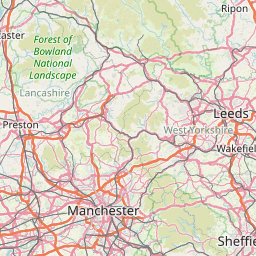 Ripon
Forest of
Bowland
National
Landscape
Lancashire
Preston
Leeds
West Yorkshire
Manchester